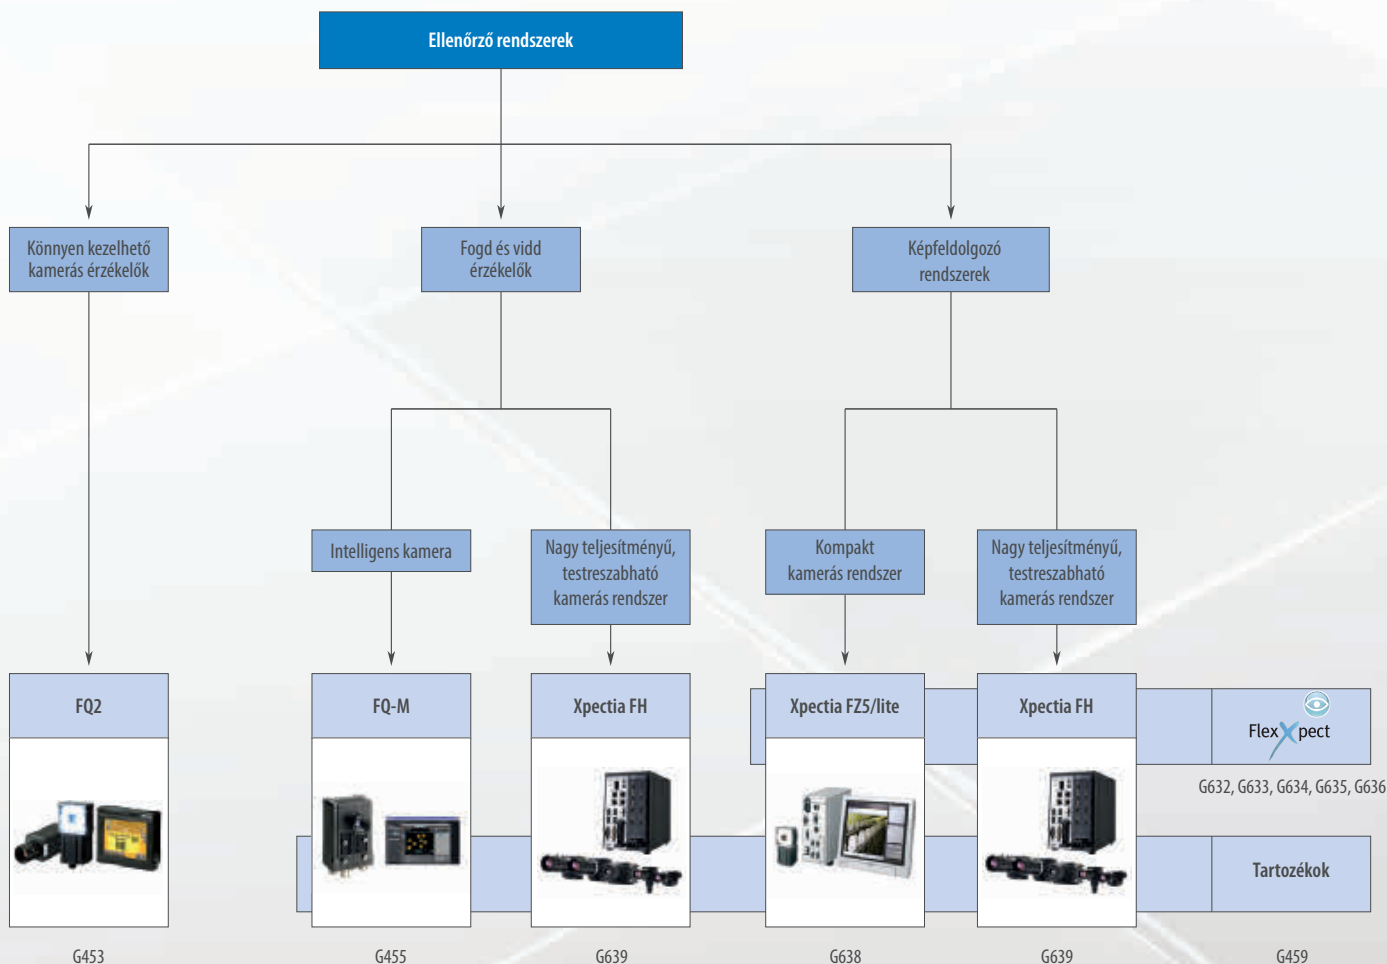 Ellenőrző rendszerek
Könnyen kezelhető
kamerás érzékelők
Fogd és vidd
érzékelők
Képfeldolgozó
rendszerek
Intelligens kamera
Nagy teljesítményű,
testreszabható
kamerás rendszer
Kompakt
kamerás rendszer
Nagy teljesítményű,
testreszabható
kamerás rendszer
FQ2
FQ-M
Xpectia FH
Xpectia FZ5/lite
Xpectia FH
FlexXpect
G632, G633, G634, G635, G636
Tartozékok
G453
G455
G639
G638
G639
G459